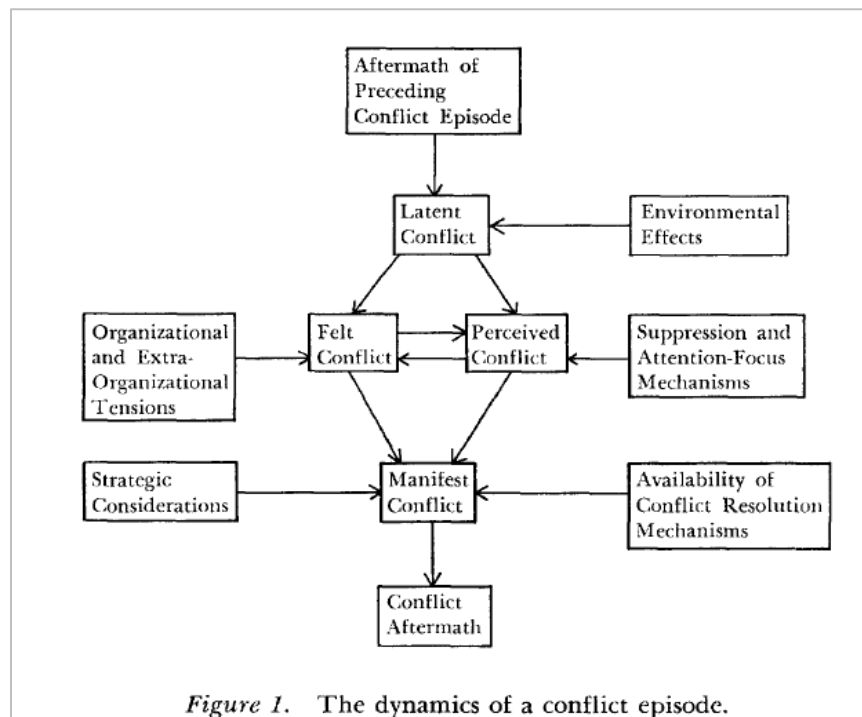 Aftermath of
Preceding
Conflict Episode
Latent
Conflict
Environmental
Effects
Organizational
and Extra-
Organizational
Tensions
Felt
Conflict
Perceived
Conflict
Suppression and
Attention-Focus
Mechanisms
Strategic
Considerations
Manifest
Conflict
Availability of
Conflict Resolution
Mechanisms
Conflict
Aftermath
Figure 1. The dynamics of a conflict episode.